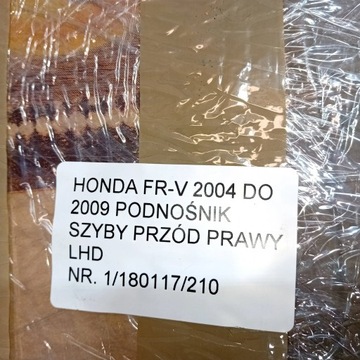 HONDA FR-V 2004 DO
2009 PODNOŚNIK
SZYBY PRZÓD PRAWY
LHD
NR. 1/180117/210